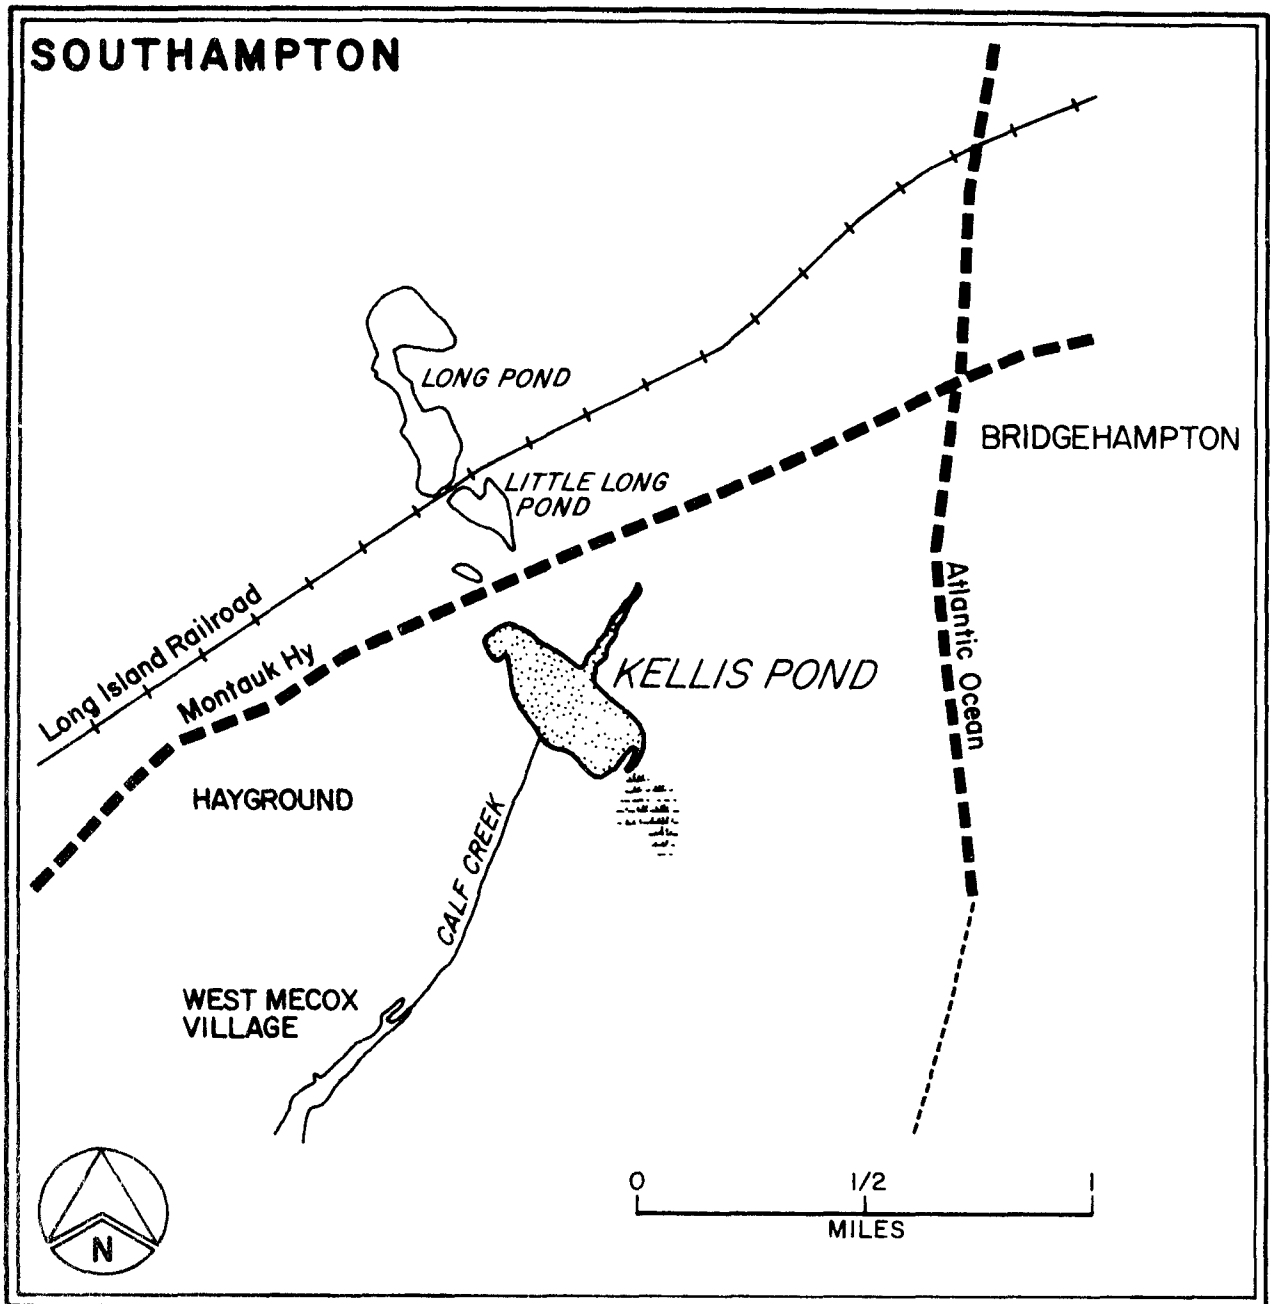 SOUTHAMPTON
LONG POND
BRIDGEHAMPTON
LITTLE LONG
POND
Long Island Railroad
Montauk Hy
Atlantic Ocean
KELLIS POND
HAYGROUND
CALF CREEK
WEST MECOX
VILLAGE
0 1/2 1
MILES
N